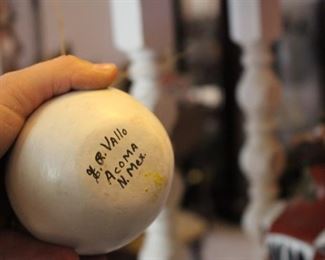 R. Vallo
ACOMA
N. Mex